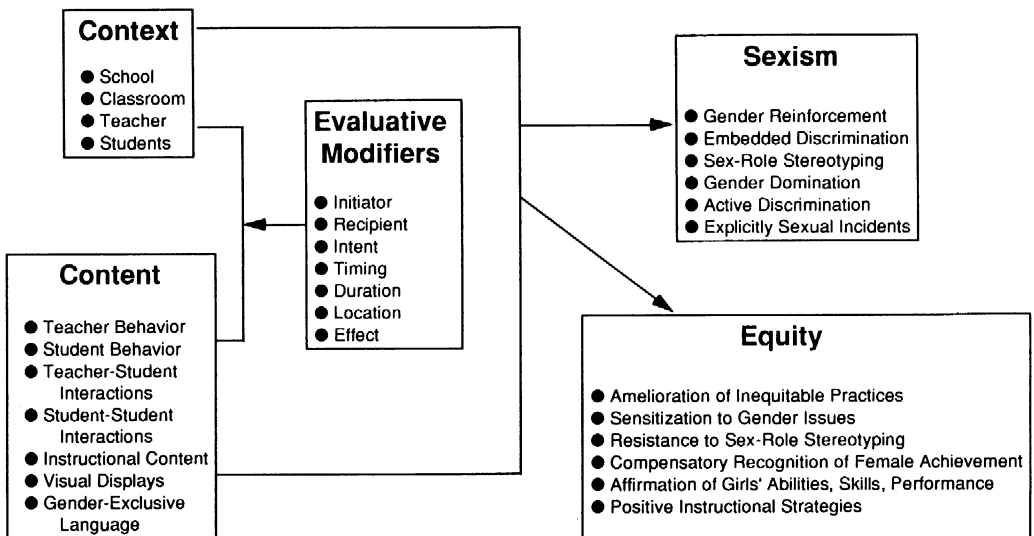 Context
● School
● Classroom
● Teacher
● Students
Evaluative
Modifiers
● Initiator
● Recipient
● Intent
● Timing
● Duration
● Location
● Effect
Content
● Teacher Behavior
● Student Behavior
● Teacher-Student
Interactions
● Student-Student
Interactions
● Instructional Content
● Visual Displays
● Gender-Exclusive
Language
Sexism
● Gender Reinforcement
● Embedded Discrimination
● Sex-Role Stereotyping
● Gender Domination
● Active Discrimination
● Explicitly Sexual Incidents
Equity
● Amelioration of Inequitable Practices
● Sensitization to Gender Issues
● Resistance to Sex-Role Stereotyping
● Compensatory Recognition of Female Achievement
● Affirmation of Girls' Abilities, Skills, Performance
● Positive Instructional Strategies